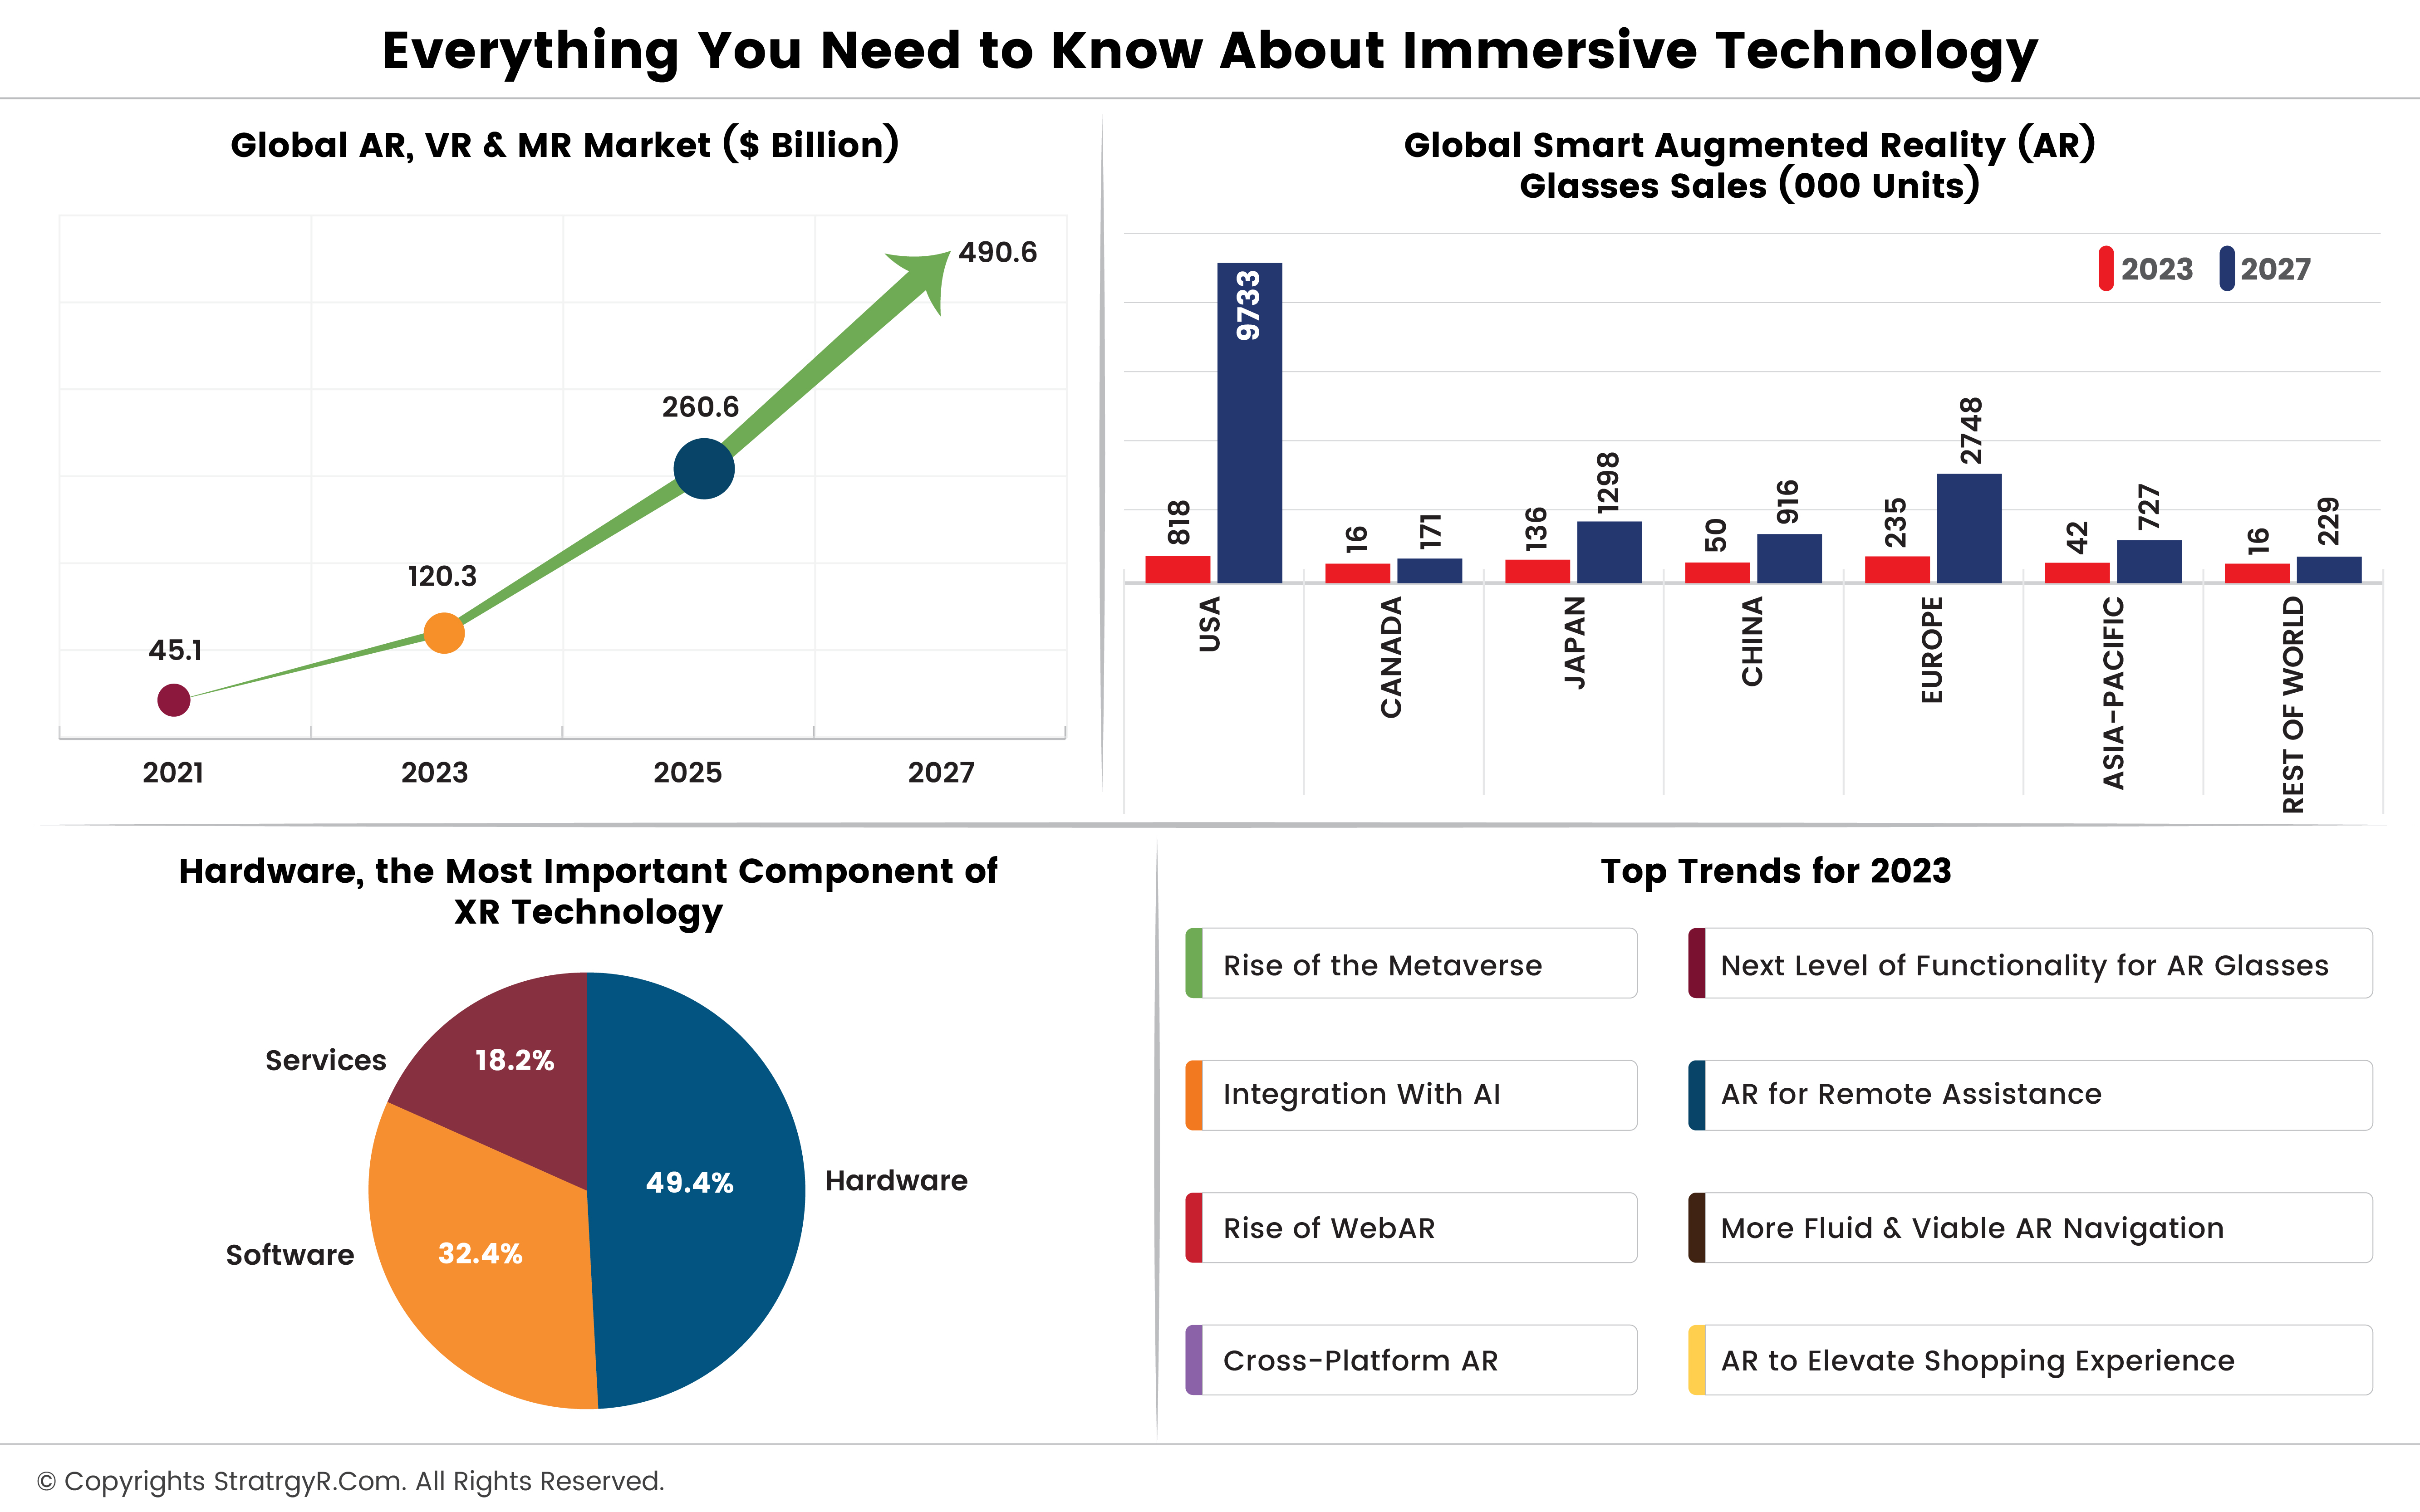 Everything You Need to Know About Immersive Technology
Global AR, VR & MR Market ($ Billion)
490.6
260.6
120.3
45.1
2021 2023 2025 2027
Global Smart Augmented Reality (AR)
Glasses Sales (000 Units)
2023 2027
818 9733 16 171 136 1298 50 916 235 2748 42 727 16 229
USA CANADA JAPAN CHINA EUROPE ASIA-PACIFIC REST OF WORLD
Hardware, the Most Important Component of
XR Technology
Services 18.2%
49.4% Hardware
Software 32.4%
Top Trends for 2023
Rise of the Metaverse
Next Level of Functionality for AR Glasses
Integration With AI
AR for Remote Assistance
Rise of WebAR
More Fluid & Viable AR Navigation
Cross-Platform AR
AR to Elevate Shopping Experience
© Copyrights StratrgyR.Com. All Rights Reserved.